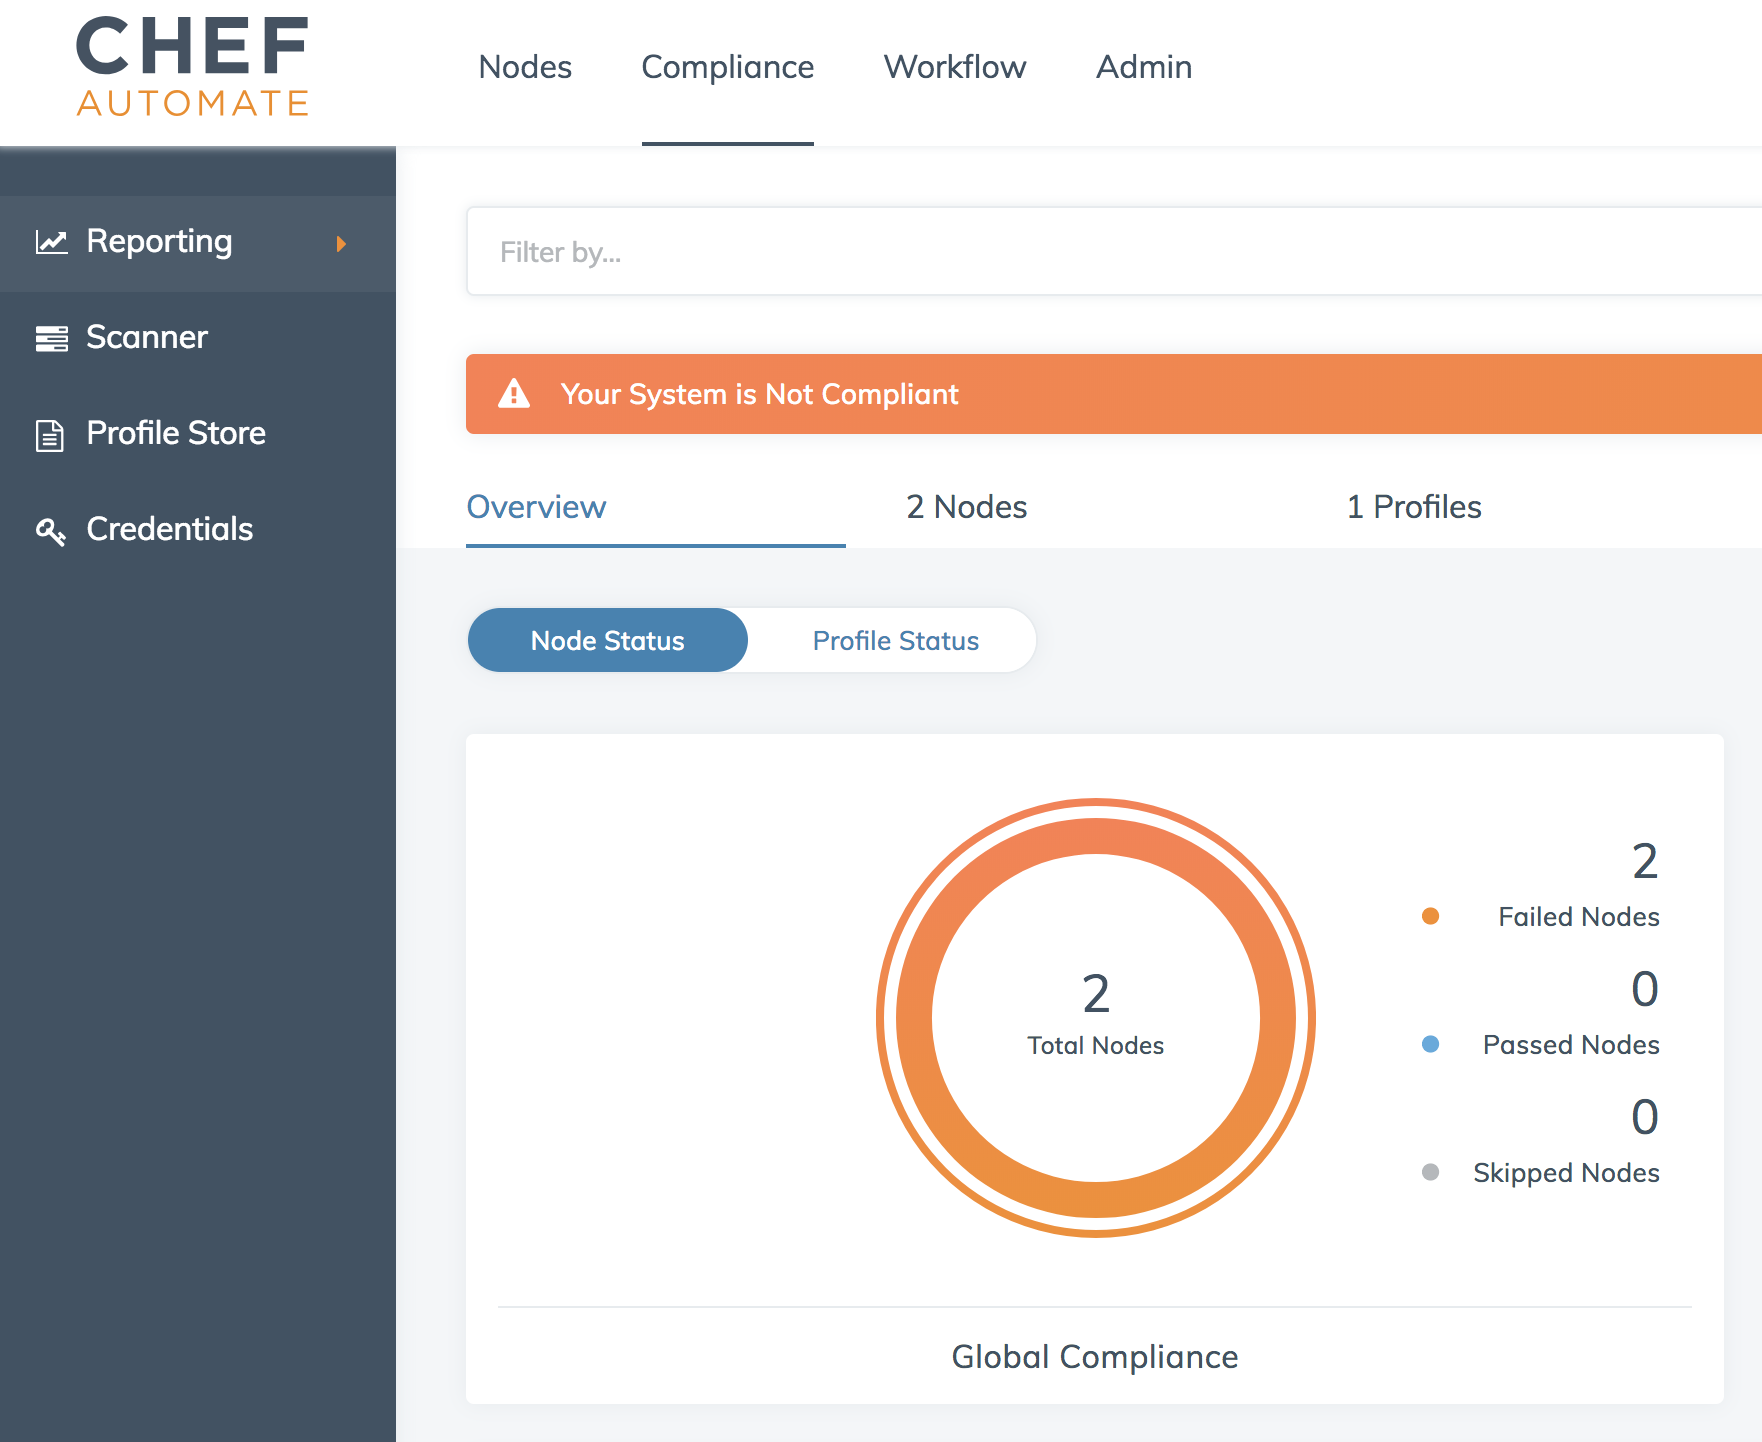 CHEF
AUTOMATE
Nodes
Compliance
Workflow
Admin
Reporting
Scanner
Profile Store
Credentials
Filter by...
Your System is Not Compliant
Overview
2 Nodes
1 Profiles
Node Status
Profile Status
2
Total Nodes
2
Failed Nodes
0
Passed Nodes
0
Skipped Nodes
Global Compliance